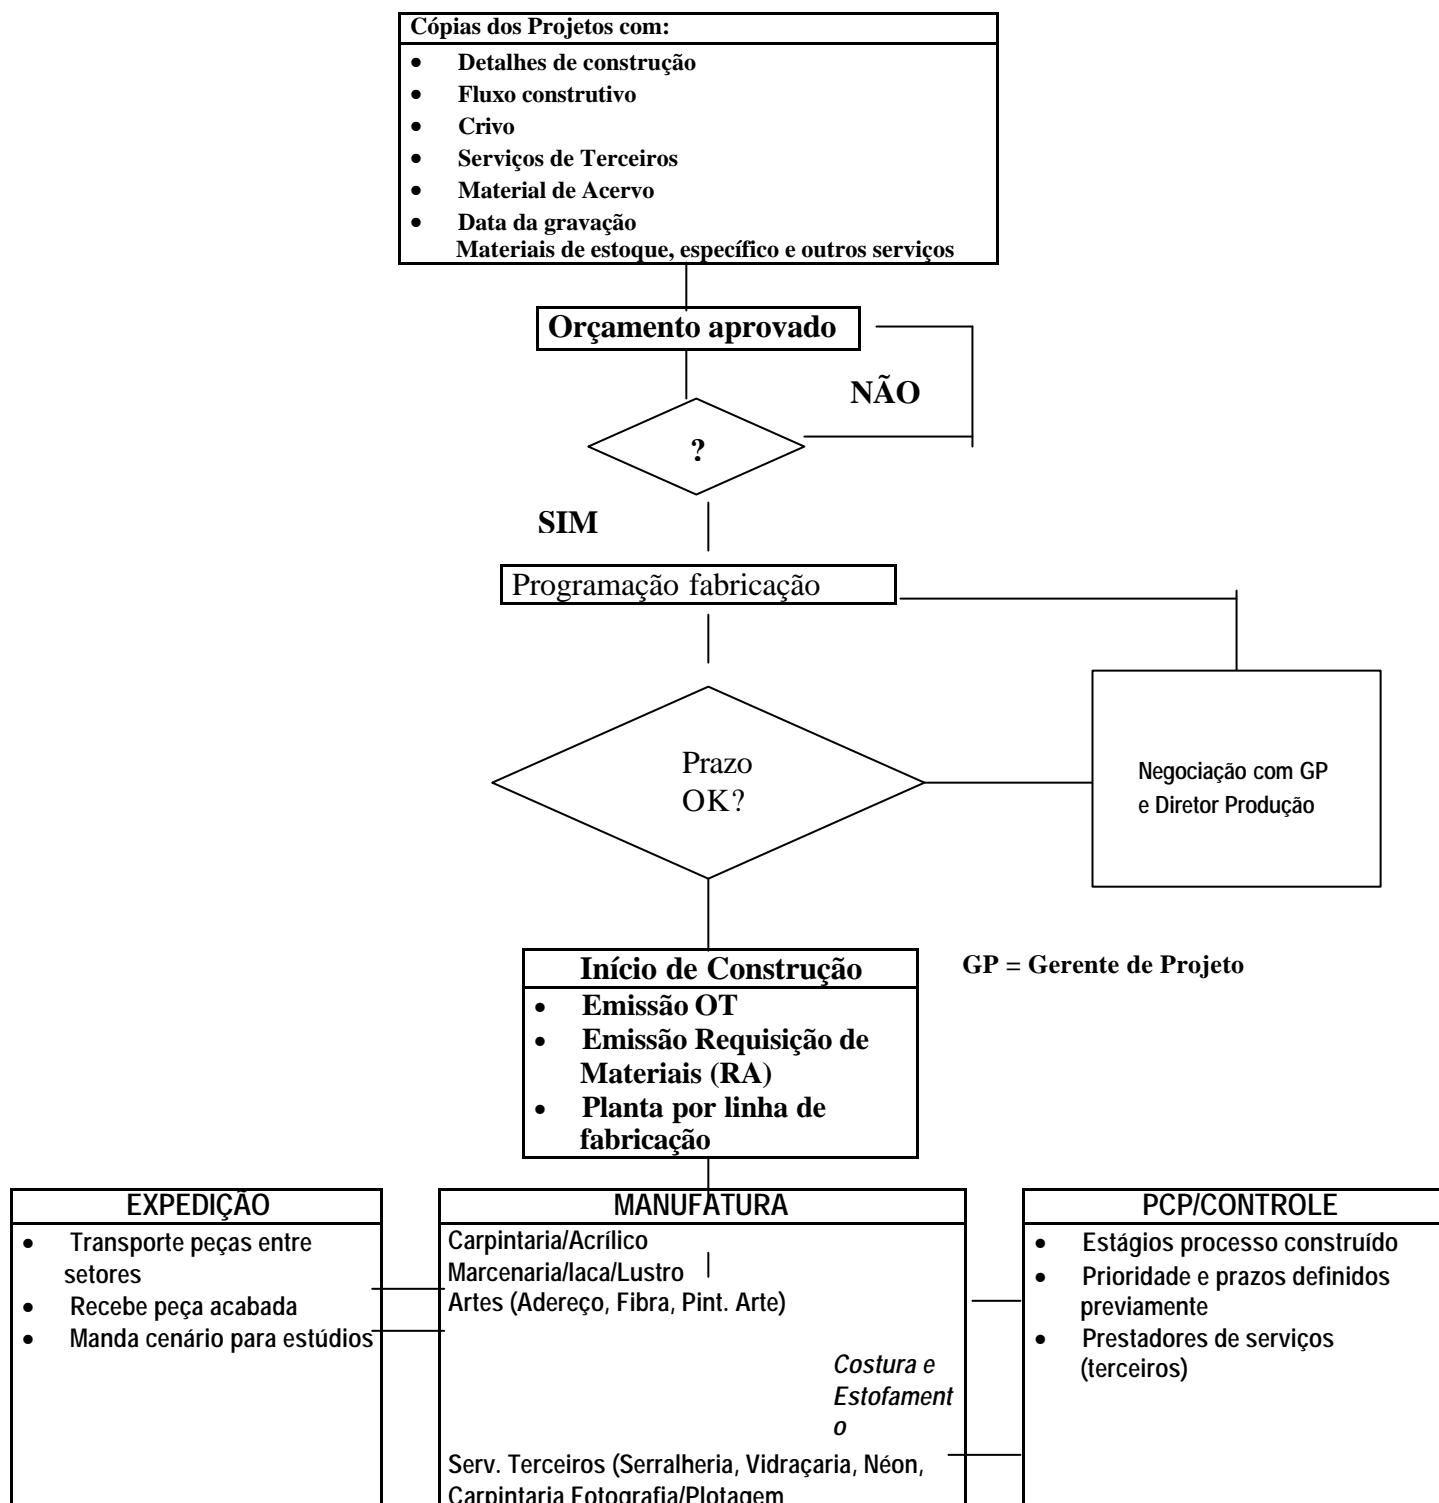 Cópias dos Projetos com:
• Detalhes de construção
• Fluxo construtivo
• Crivo
• Serviços de Terceiros
• Material de Acervo
• Data da gravação
Materiais de estoque, específico e outros serviços
Orçamento aprovado
NÃO
?
SIM
Programação fabricação
Prazo
OK?
Negociação com GP
e Diretor Produção
GP = Gerente de Projeto
Início de Construção
• Emissão OT
• Emissão Requisição de
Materiais (RA)
• Planta por linha de
fabricação
EXPEDIÇÃO
• Transporte peças entre
setores
• Recebe peça acabada
• Manda cenário para estúdios
MANUFATURA
Carpintaria/Acrílico
Marcenaria/laca/Lustro
Artes (Adereço, Fibra, Pint. Arte)
Costura e
Estofament
o
Serv. Terceiros (Serralheria, Vidraçaria, Néon,
Carpintaria Fotografia/Plotagem
PCP/CONTROLE
• Estágios processo construído
• Prioridade e prazos definidos
previamente
• Prestadores de serviços
(terceiros)